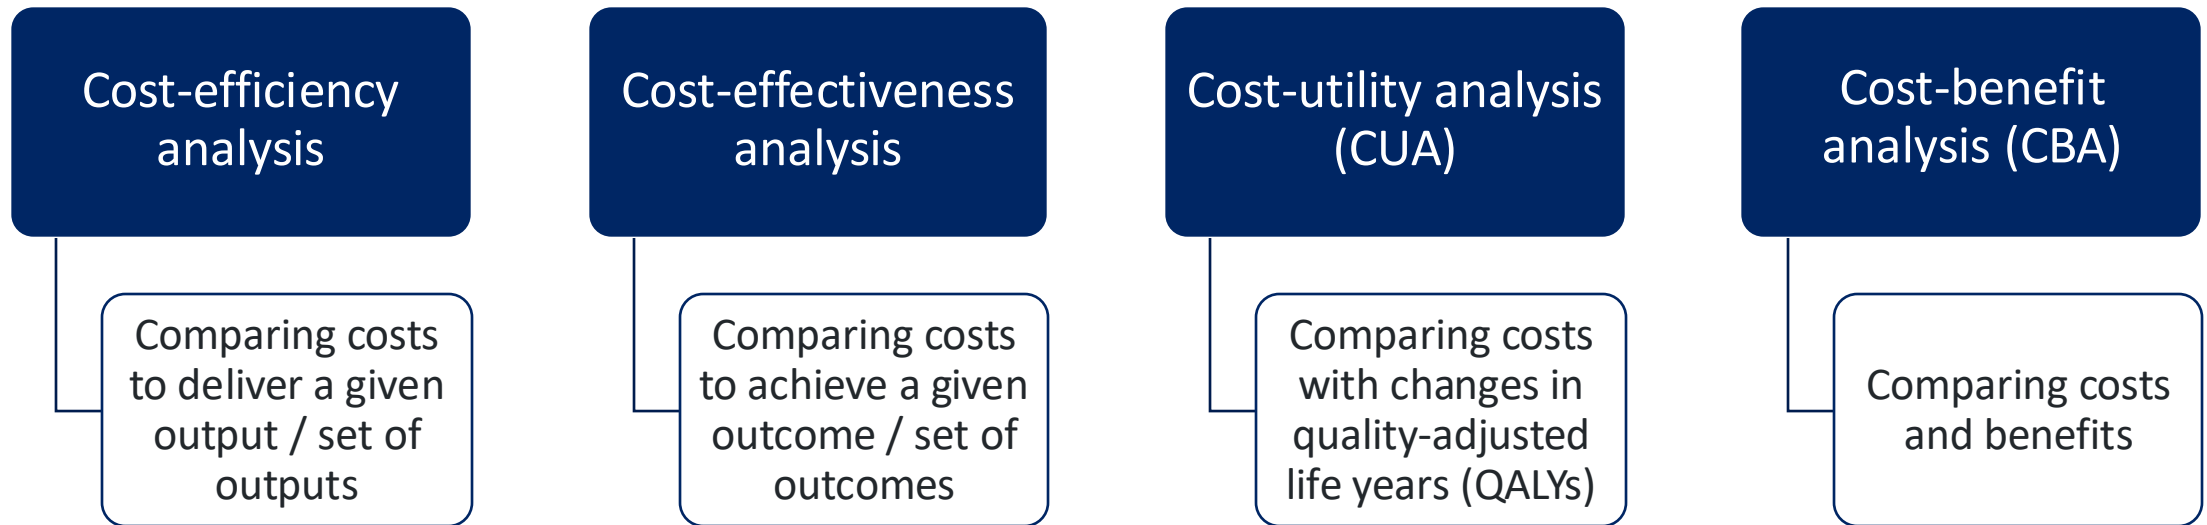 Cost-efficiency
analysis
Comparing costs
to deliver a given
output / set of
outputs
Cost-effectiveness
analysis
Comparing costs
to achieve a given
outcome / set of
outcomes
Cost-utility analysis
(CUA)
Comparing costs
with changes in
quality-adjusted
life years (QALYs)
Cost-benefit
analysis (CBA)
Comparing costs
and benefits